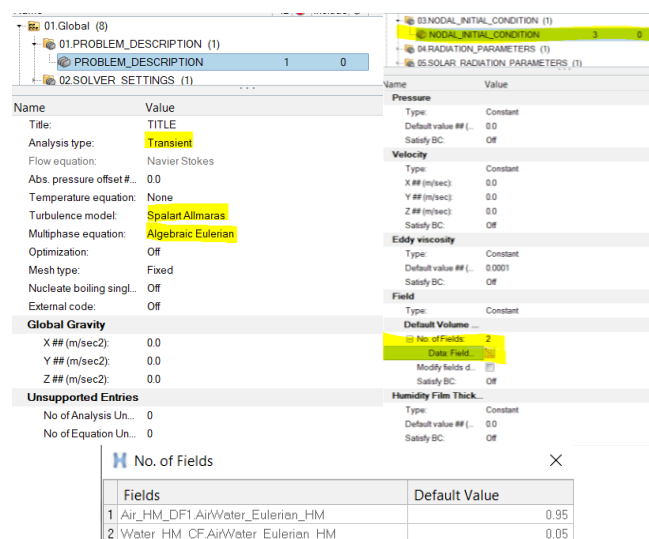 01.Global (8)
01.PROBLEM_DESCRIPTION (1)
PROBLEM_DESCRIPTION 1 0
02.SOLVER_SETTINGS (1)
Name Value
Title: TITLE
Analysis type: Transient
Flow equation: Navier Stokes
Abs. pressure offset #... 0.0
Temperature equation: None
Turbulence model: Spalart Allmaras
Multiphase equation: Algebraic Eulerian
Optimization: Off
Mesh type: Fixed
Nucleate boiling singl... Off
External code: Off
Global Gravity
X ## (m/sec2): 0.0
Y ## (m/sec2): 0.0
Z ## (m/sec2): 0.0
Unsupported Entries
No of Analysis Un... 0
No of Equation Un... 0
03.NODAL_INITIAL_CONDITION (1)
NODAL_INITIAL_CONDITION 3 0
04.RADIATION_PARAMETERS (1)
05.SOLAR_RADIATION_PARAMETERS (1)
Name Value
Pressure
Type: Constant
Default value ## (... 0.0
Satisfy BC: Off
Velocity
Type: Constant
X ## (m/sec): 0.0
Y ## (m/sec): 0.0
Z ## (m/sec): 0.0
Satisfy BC: Off
Eddy viscosity
Type: Constant
Default value ## (... 0.0001
Satisfy BC: Off
Field
Type: Constant
Default Volume ...
No. of Fields: 2
Data: Field...
Modify fields d...
Satisfy BC: Off
Humidity Film Thick...
Type: Constant
Default value ## (... 0.0
Satisfy BC: Off
No. of Fields
Fields Default Value
1 Air_HM_DF1.AirWater_Eulerian_HM 0.95
2 Water_HM_CF.AirWater_Eulerian_HM 0.05